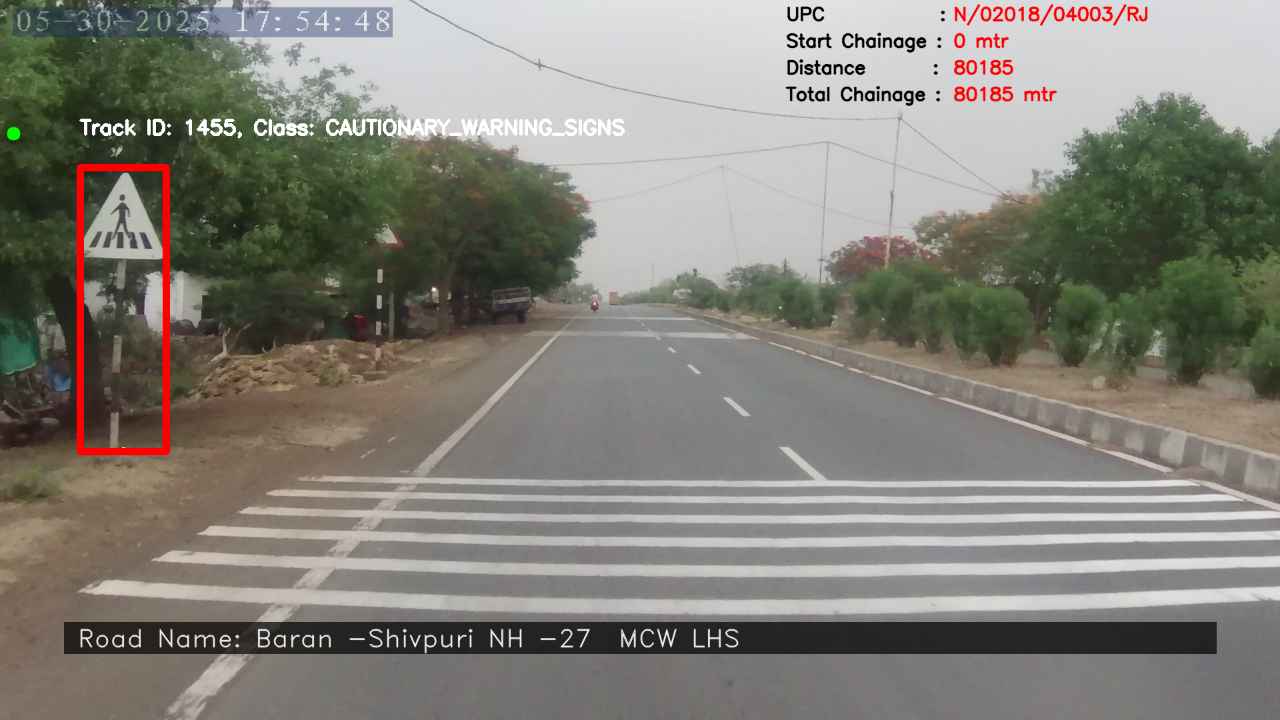 05-30-2025 17:54:48
UPC : N/02018/04003/RJ
Start Chainage : 0 mtr
Distance : 80185
Total Chainage : 80185 mtr
Track ID: 1455, Class: CAUTIONARY_WARNING_SIGNS
Road Name: Baran -Shivpuri NH -27 MCW LHS